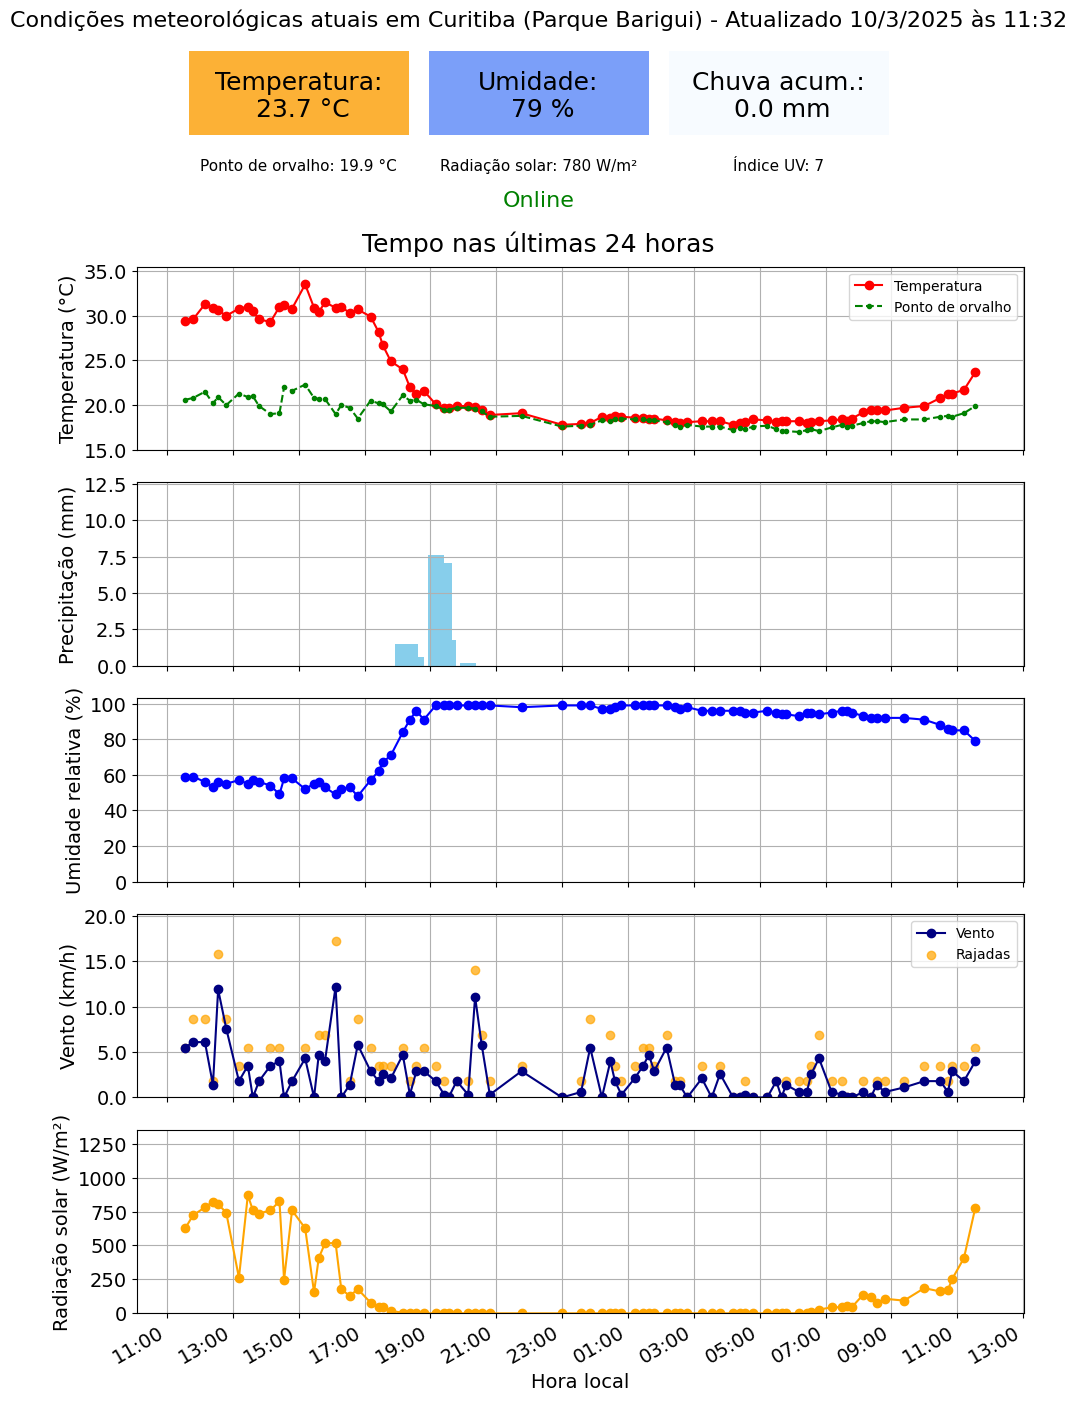 Condições meteorológicas atuais em Curitiba (Parque Barigui) - Atualizado 10/3/2025 às 11:32
Temperatura:
23.7 °C
Umidade:
79 %
Chuva acum.:
0.0 mm
Ponto de orvalho: 19.9 °C
Radiação solar: 780 W/m²
Índice UV: 7
Online
Tempo nas últimas 24 horas
Temperatura (°C)
35.0
30.0
25.0
20.0
15.0
Temperatura
Ponto de orvalho
Precipitação (mm)
12.5
10.0
7.5
5.0
2.5
0.0
Umidade relativa (%)
100
80
60
40
20
0
Vento (km/h)
20.0
15.0
10.0
5.0
0.0
Vento
Rajadas
Radiação solar (W/m²)
1250
1000
750
500
250
0
11:00 13:00 15:00 17:00 19:00 21:00 23:00 01:00 03:00 05:00 07:00 09:00 11:00 13:00
Hora local